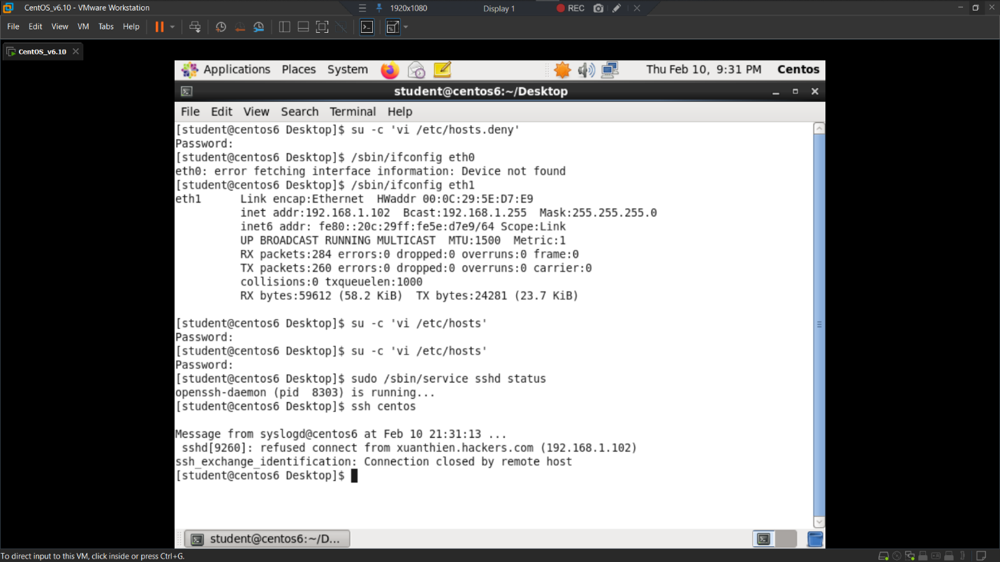 CentOS_v6.10 - VMware Workstation
1920x1080
Display 1
REC
File Edit View VM Tabs Help
CentOS_v6.10
Applications Places System
Thu Feb 10, 9:31 PM Centos
student@centos6:~/Desktop
File Edit View Search Terminal Help
[student@centos6 Desktop]$ su -c 'vi /etc/hosts.deny'
Password:
[student@centos6 Desktop]$ /sbin/ifconfig eth0
eth0: error fetching interface information: Device not found
[student@centos6 Desktop]$ /sbin/ifconfig eth1
eth1      Link encap:Ethernet  HWaddr 00:0C:29:5E:D7:E9
          inet addr:192.168.1.102  Bcast:192.168.1.255  Mask:255.255.255.0
          inet6 addr: fe80::20c:29ff:fe5e:d7e9/64 Scope:Link
          UP BROADCAST RUNNING MULTICAST  MTU:1500  Metric:1
          RX packets:284 errors:0 dropped:0 overruns:0 frame:0
          TX packets:260 errors:0 dropped:0 overruns:0 carrier:0
          collisions:0 txqueuelen:1000
          RX bytes:59612 (58.2 KiB)  TX bytes:24281 (23.7 KiB)
[student@centos6 Desktop]$ su -c 'vi /etc/hosts'
Password:
[student@centos6 Desktop]$ su -c 'vi /etc/hosts'
Password:
[student@centos6 Desktop]$ sudo /sbin/service sshd status
openssh-daemon (pid  8303) is running...
[student@centos6 Desktop]$ ssh centos
Message from syslogd@centos6 at Feb 10 21:31:13 ...
 sshd[9260]: refused connect from xuanthien.hackers.com (192.168.1.102)
ssh_exchange_identification: Connection closed by remote host
[student@centos6 Desktop]$
student@centos6:~/D...
To direct input to this VM, click inside or press Ctrl+G.